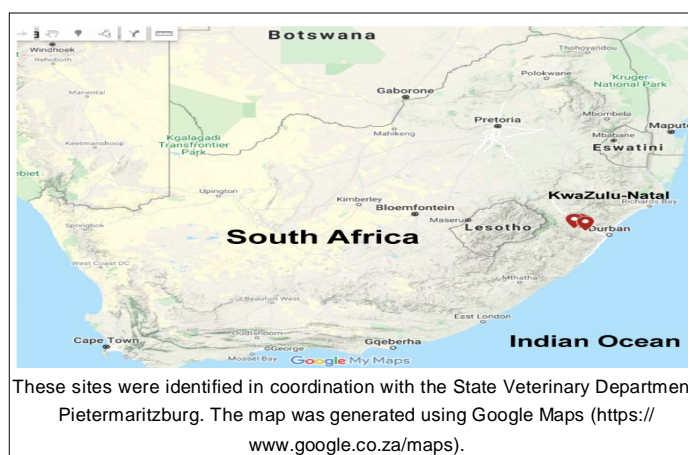 Botswana
Windhoek
Rehoboth
Thohoyandou
Polokwane
Kruger
National Park
Mariental
Gaborone
Pretoria
Mbombela
Maputo
Mahikeng
Mbabane
Eswatini
Keetmanshoop
Kgalagadi
Transfrontier
Park
Upington
Kimberley
Bloemfontein
Maseru
Lesotho
KwaZulu-Natal
Richards Bay
Durban
South Africa
Springbok
West Coast DC
Mthatha
Beaufort West
East London
Cape Town
Oudtshoorn
George
Gqeberha
Mossel Bay
Indian Ocean
Google My Maps
These sites were identified in coordination with the State Veterinary Departmen
Pietermaritzburg. The map was generated using Google Maps (https://
www.google.co.za/maps).